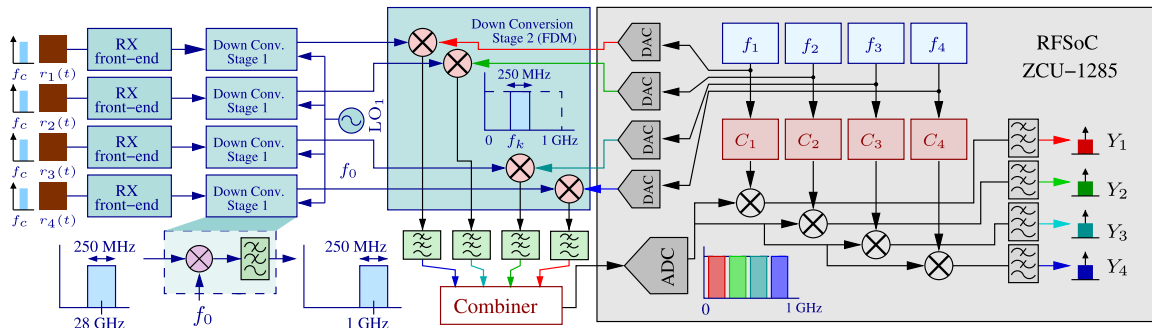 f_c
r_1(t)
RX
front−end
Down Conv.
Stage 1
f_c
r_2(t)
RX
front−end
Down Conv.
Stage 1
f_c
r_3(t)
RX
front−end
Down Conv.
Stage 1
f_c
r_4(t)
RX
front−end
Down Conv.
Stage 1
LO_1
f_0
250 MHz
28 GHz
f_0
250 MHz
1 GHz
Down Conversion
Stage 2 (FDM)
250 MHz
0
f_k
1 GHz
Combiner
DAC
DAC
DAC
DAC
ADC
f_1
f_2
f_3
f_4
C_1
C_2
C_3
C_4
0
1 GHz
RFSoC
ZCU−1285
Y_1
Y_2
Y_3
Y_4